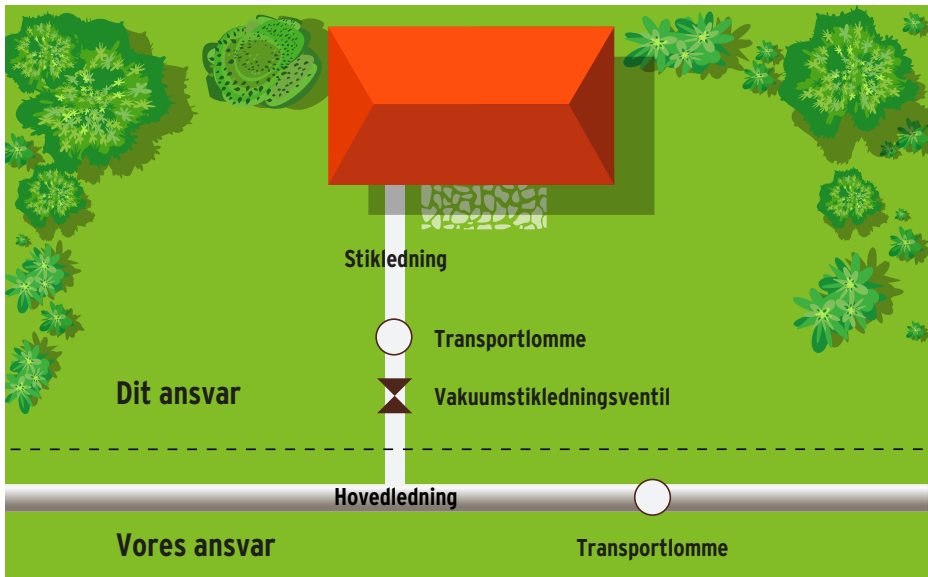 Stikledning
Transportlomme
Dit ansvar
Vakuumstikledningsventil
Hovedledning
Vores ansvar
Transportlomme